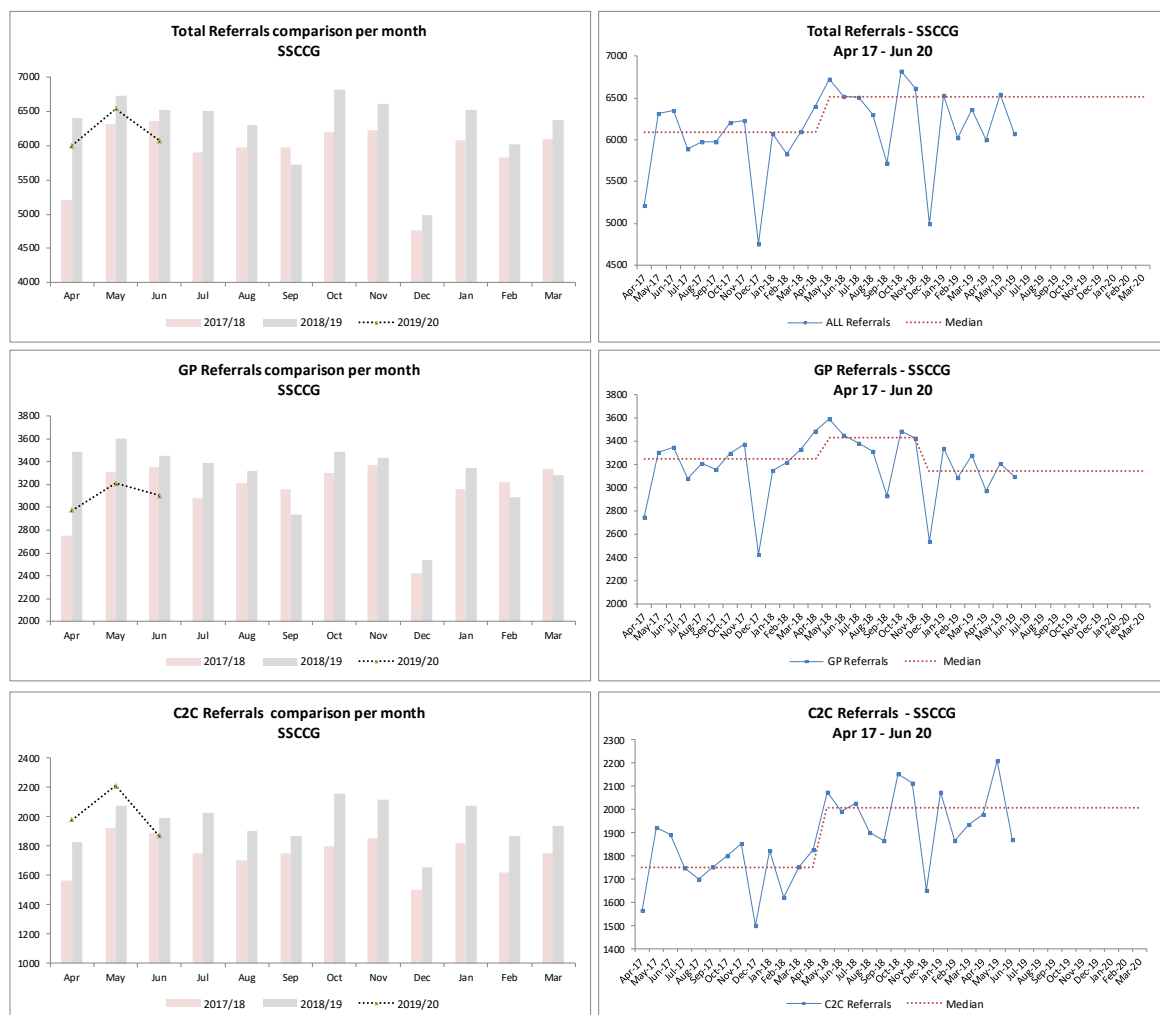 Total Referrals comparison per month
SSCCG
7000
6500
6000
5500
5000
4500
4000
Apr May Jun Jul Aug Sep Oct Nov Dec Jan Feb Mar
2017/18 2018/19 2019/20
Total Referrals - SSCCG
Apr 17 - Jun 20
7000
6500
6000
5500
5000
4500
Apr-17 May-17 Jun-17 Jul-17 Aug-17 Sep-17 Oct-17 Nov-17 Dec-17 Jan-18 Feb-18 Mar-18 Apr-18 May-18 Jun-18 Jul-18 Aug-18 Sep-18 Oct-18 Nov-18 Dec-18 Jan-19 Feb-19 Mar-19 Apr-19 May-19 Jun-19 Jul-19 Aug-19 Sep-19 Oct-19 Nov-19 Dec-19 Jan-20 Feb-20 Mar-20
ALL Referrals Median
GP Referrals comparison per month
SSCCG
3800
3600
3400
3200
3000
2800
2600
2400
2200
2000
Apr May Jun Jul Aug Sep Oct Nov Dec Jan Feb Mar
2017/18 2018/19 2019/20
GP Referrals - SSCCG
Apr 17 - Jun 20
3800
3600
3400
3200
3000
2800
2600
2400
2200
2000
Apr-17 May-17 Jun-17 Jul-17 Aug-17 Sep-17 Oct-17 Nov-17 Dec-17 Jan-18 Feb-18 Mar-18 Apr-18 May-18 Jun-18 Jul-18 Aug-18 Sep-18 Oct-18 Nov-18 Dec-18 Jan-19 Feb-19 Mar-19 Apr-19 May-19 Jun-19 Jul-19 Aug-19 Sep-19 Oct-19 Nov-19 Dec-19 Jan-20 Feb-20 Mar-20
GP Referrals Median
C2C Referrals comparison per month
SSCCG
2400
2200
2000
1800
1600
1400
1200
1000
Apr May Jun Jul Aug Sep Oct Nov Dec Jan Feb Mar
2017/18 2018/19 2019/20
C2C Referrals - SSCCG
Apr 17 - Jun 20
2300
2200
2100
2000
1900
1800
1700
1600
1500
1400
Apr-17 May-17 Jun-17 Jul-17 Aug-17 Sep-17 Oct-17 Nov-17 Dec-17 Jan-18 Feb-18 Mar-18 Apr-18 May-18 Jun-18 Jul-18 Aug-18 Sep-18 Oct-18 Nov-18 Dec-18 Jan-19 Feb-19 Mar-19 Apr-19 May-19 Jun-19 Jul-19 Aug-19 Sep-19 Oct-19 Nov-19 Dec-19 Jan-20 Feb-20 Mar-20
C2C Referrals Median